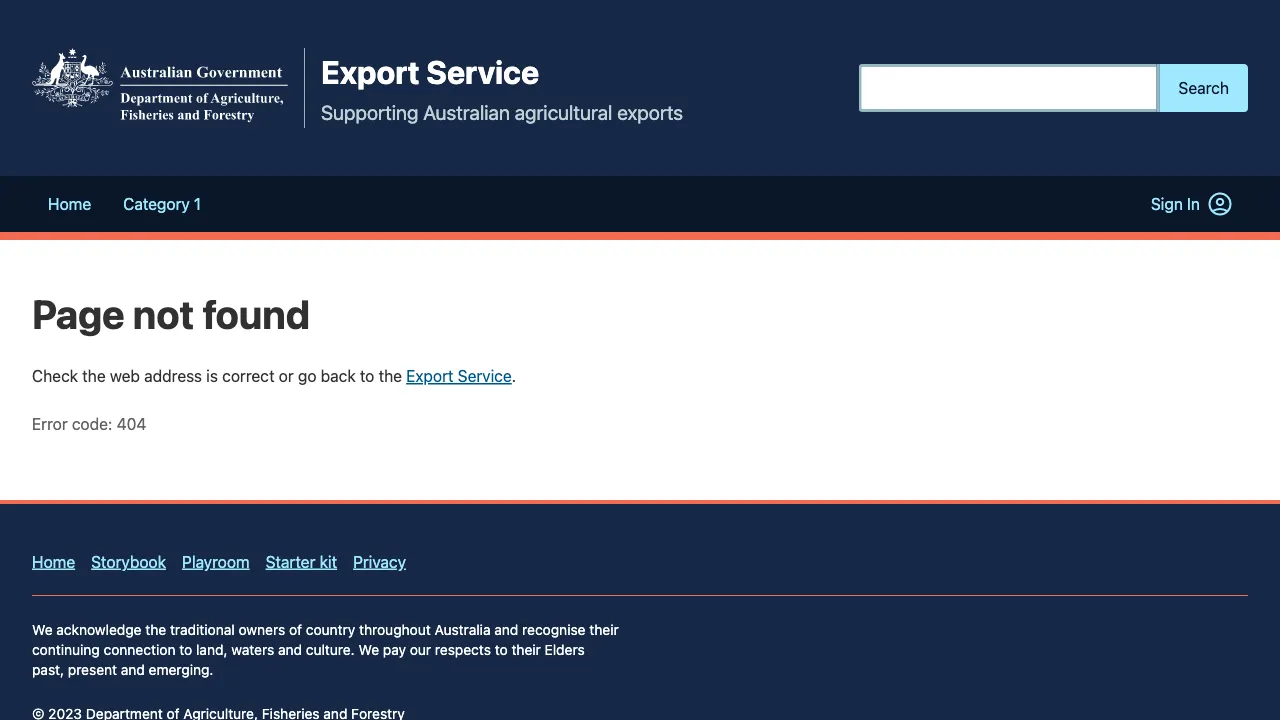 Australian Government
Department of Agriculture,
Fisheries and Forestry
Export Service
Supporting Australian agricultural exports
Search
Home
Category 1
Sign In
Page not found
Check the web address is correct or go back to the Export Service.
Error code: 404
Home Storybook Playroom Starter kit Privacy
We acknowledge the traditional owners of country throughout Australia and recognise their
continuing connection to land, waters and culture. We pay our respects to their Elders
past, present and emerging.
© 2023 Department of Agriculture, Fisheries and Forestry